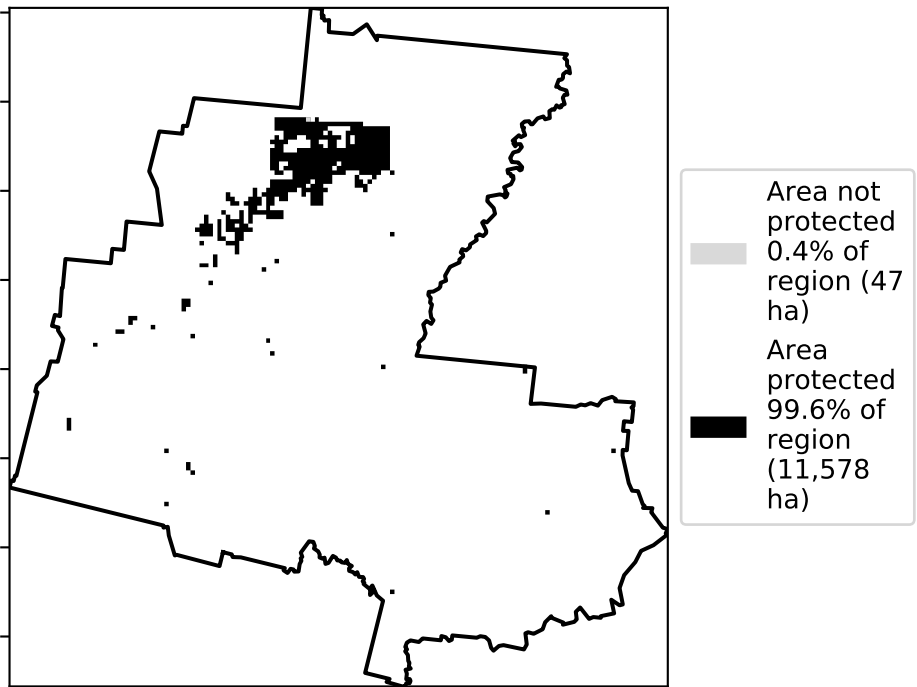 Area not
protected
0.4% of
region (47
ha)
Area
protected
99.6% of
region
(11,578
ha)